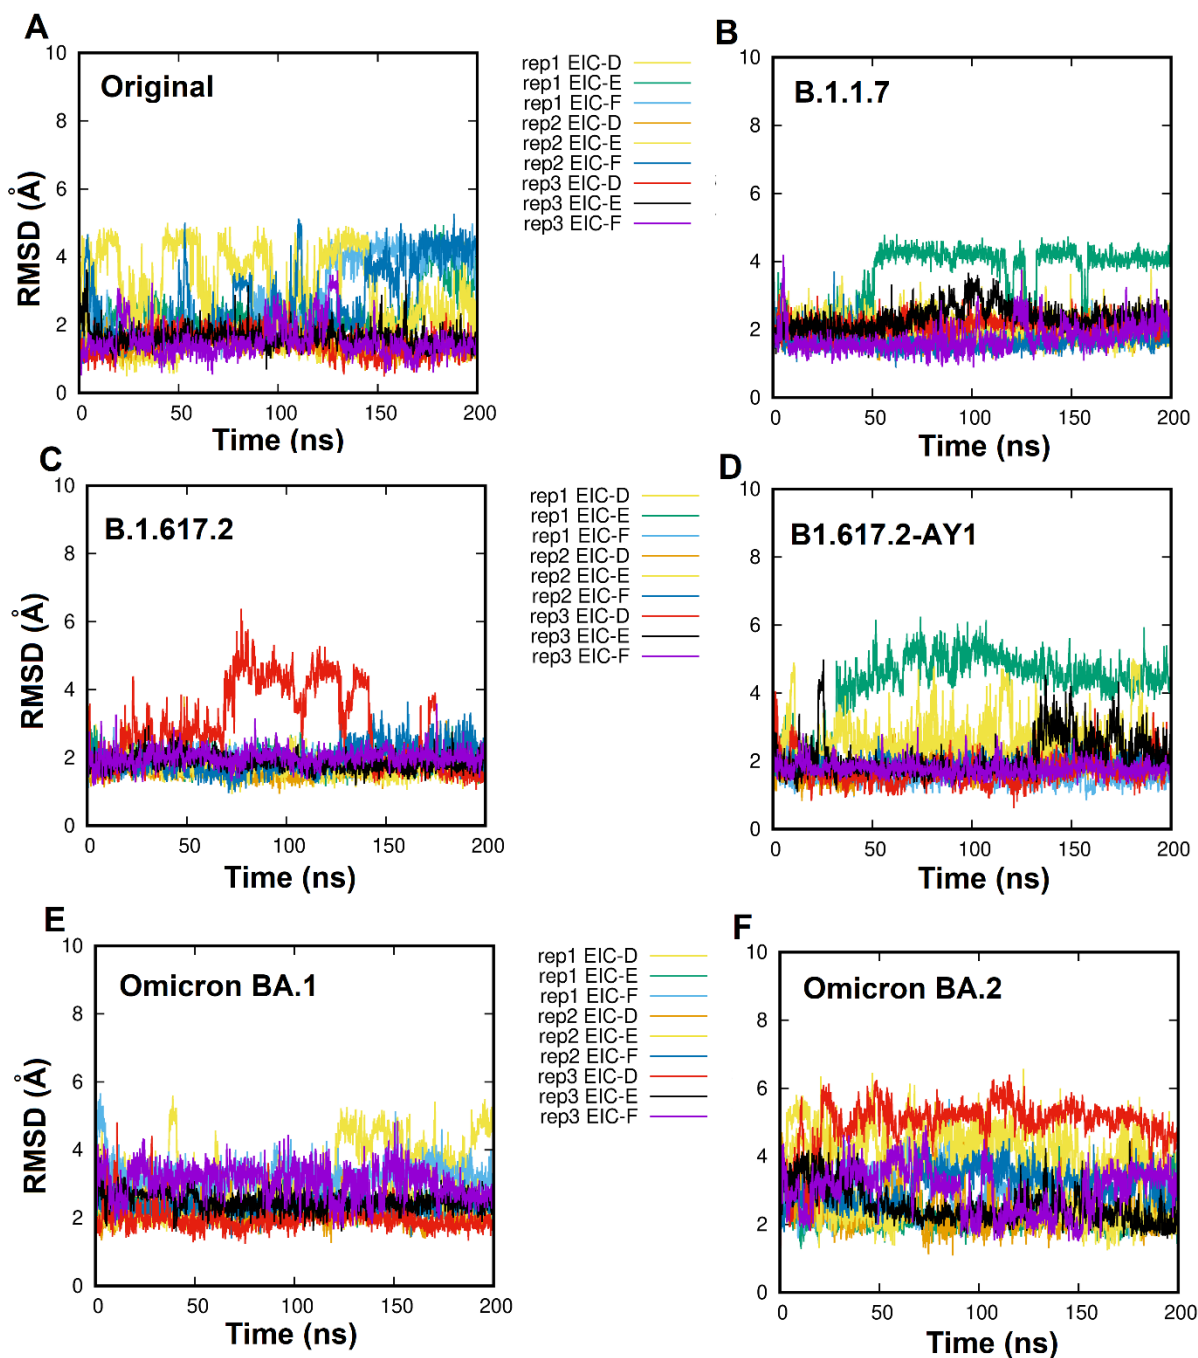 A
Original
10
8
6
4
2
0
RMSD (Å)
0 50 100 150 200
Time (ns)
rep1 EIC-D
rep1 EIC-E
rep1 EIC-F
rep2 EIC-D
rep2 EIC-E
rep2 EIC-F
rep3 EIC-D
rep3 EIC-E
rep3 EIC-F
B
B.1.1.7
10
8
6
4
2
0
0 50 100 150 200
Time (ns)
C
B.1.617.2
10
8
6
4
2
0
RMSD (Å)
0 50 100 150 200
Time (ns)
rep1 EIC-D
rep1 EIC-E
rep1 EIC-F
rep2 EIC-D
rep2 EIC-E
rep2 EIC-F
rep3 EIC-D
rep3 EIC-E
rep3 EIC-F
D
B1.617.2-AY1
10
8
6
4
2
0
0 50 100 150 200
Time (ns)
E
Omicron BA.1
10
8
6
4
2
0
RMSD (Å)
0 50 100 150 200
Time (ns)
rep1 EIC-D
rep1 EIC-E
rep1 EIC-F
rep2 EIC-D
rep2 EIC-E
rep2 EIC-F
rep3 EIC-D
rep3 EIC-E
rep3 EIC-F
F
Omicron BA.2
10
8
6
4
2
0
0 50 100 150 200
Time (ns)